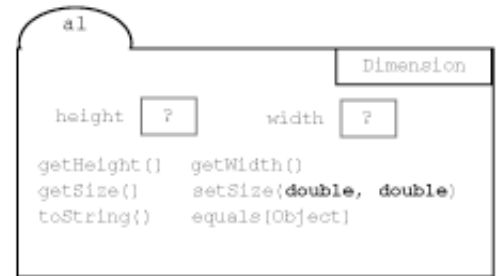 a1
Dimension
height ? width ?
getHeight() getWidth()
getSize() setSize(double, double)
toString() equals(Object)